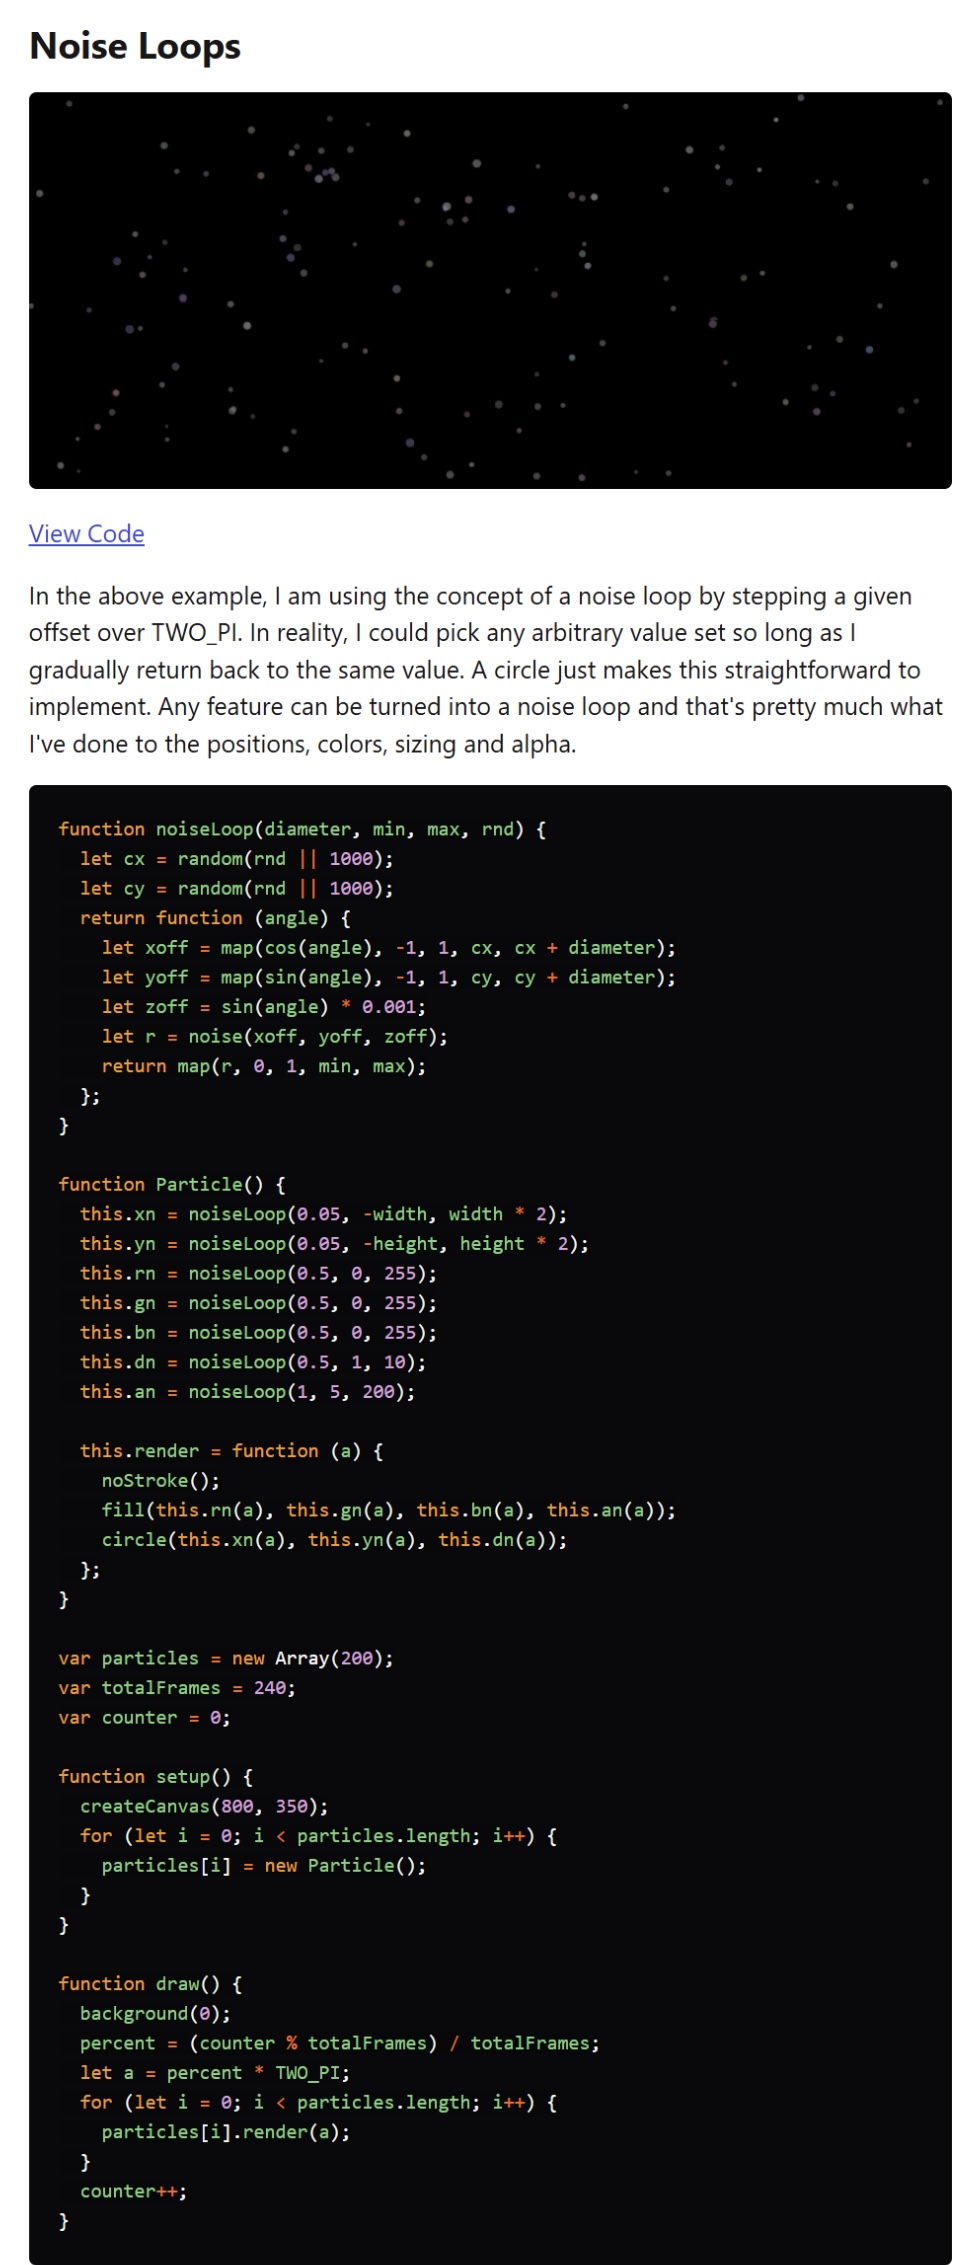 Noise Loops
View Code
In the above example, I am using the concept of a noise loop by stepping a given
offset over TWO_PI. In reality, I could pick any arbitrary value set so long as I
gradually return back to the same value. A circle just makes this straightforward to
implement. Any feature can be turned into a noise loop and that's pretty much what
I've done to the positions, colors, sizing and alpha.
function noiseLoop(diameter, min, max, rnd) {
  let cx = random(rnd || 1000);
  let cy = random(rnd || 1000);
  return function (angle) {
    let xoff = map(cos(angle), -1, 1, cx, cx + diameter);
    let yoff = map(sin(angle), -1, 1, cy, cy + diameter);
    let zoff = sin(angle) * 0.001;
    let r = noise(xoff, yoff, zoff);
    return map(r, 0, 1, min, max);
  };
}
function Particle() {
  this.xn = noiseLoop(0.05, -width, width * 2);
  this.yn = noiseLoop(0.05, -height, height * 2);
  this.rn = noiseLoop(0.5, 0, 255);
  this.gn = noiseLoop(0.5, 0, 255);
  this.bn = noiseLoop(0.5, 0, 255);
  this.dn = noiseLoop(0.5, 1, 10);
  this.an = noiseLoop(1, 5, 200);
  this.render = function (a) {
    noStroke();
    fill(this.rn(a), this.gn(a), this.bn(a), this.an(a));
    circle(this.xn(a), this.yn(a), this.dn(a));
  };
}
var particles = new Array(200);
var totalFrames = 240;
var counter = 0;
function setup() {
  createCanvas(800, 350);
  for (let i = 0; i < particles.length; i++) {
    particles[i] = new Particle();
  }
}
function draw() {
  background(0);
  percent = (counter % totalFrames) / totalFrames;
  let a = percent * TWO_PI;
  for (let i = 0; i < particles.length; i++) {
    particles[i].render(a);
  }
  counter++;
}